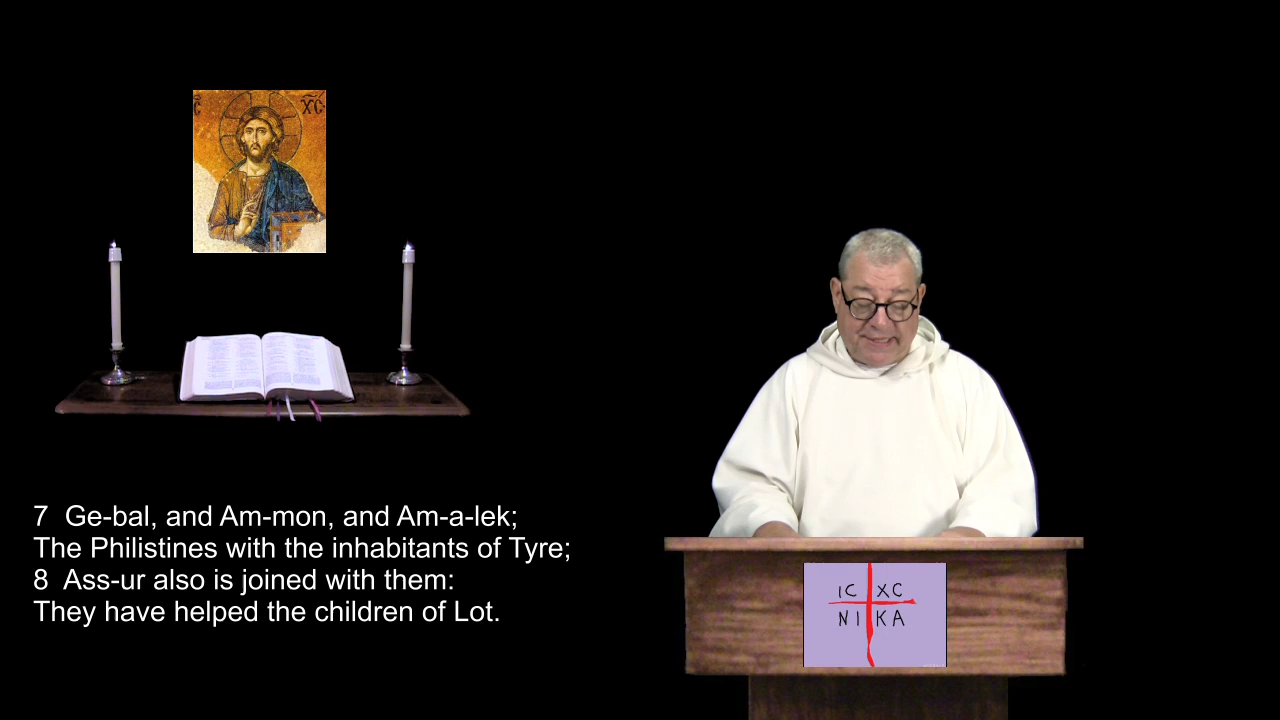 XC
7 Ge-bal, and Am-mon, and Am-a-lek;
The Philistines with the inhabitants of Tyre;
8 Ass-ur also is joined with them:
They have helped the children of Lot.
IC XC
NI KA